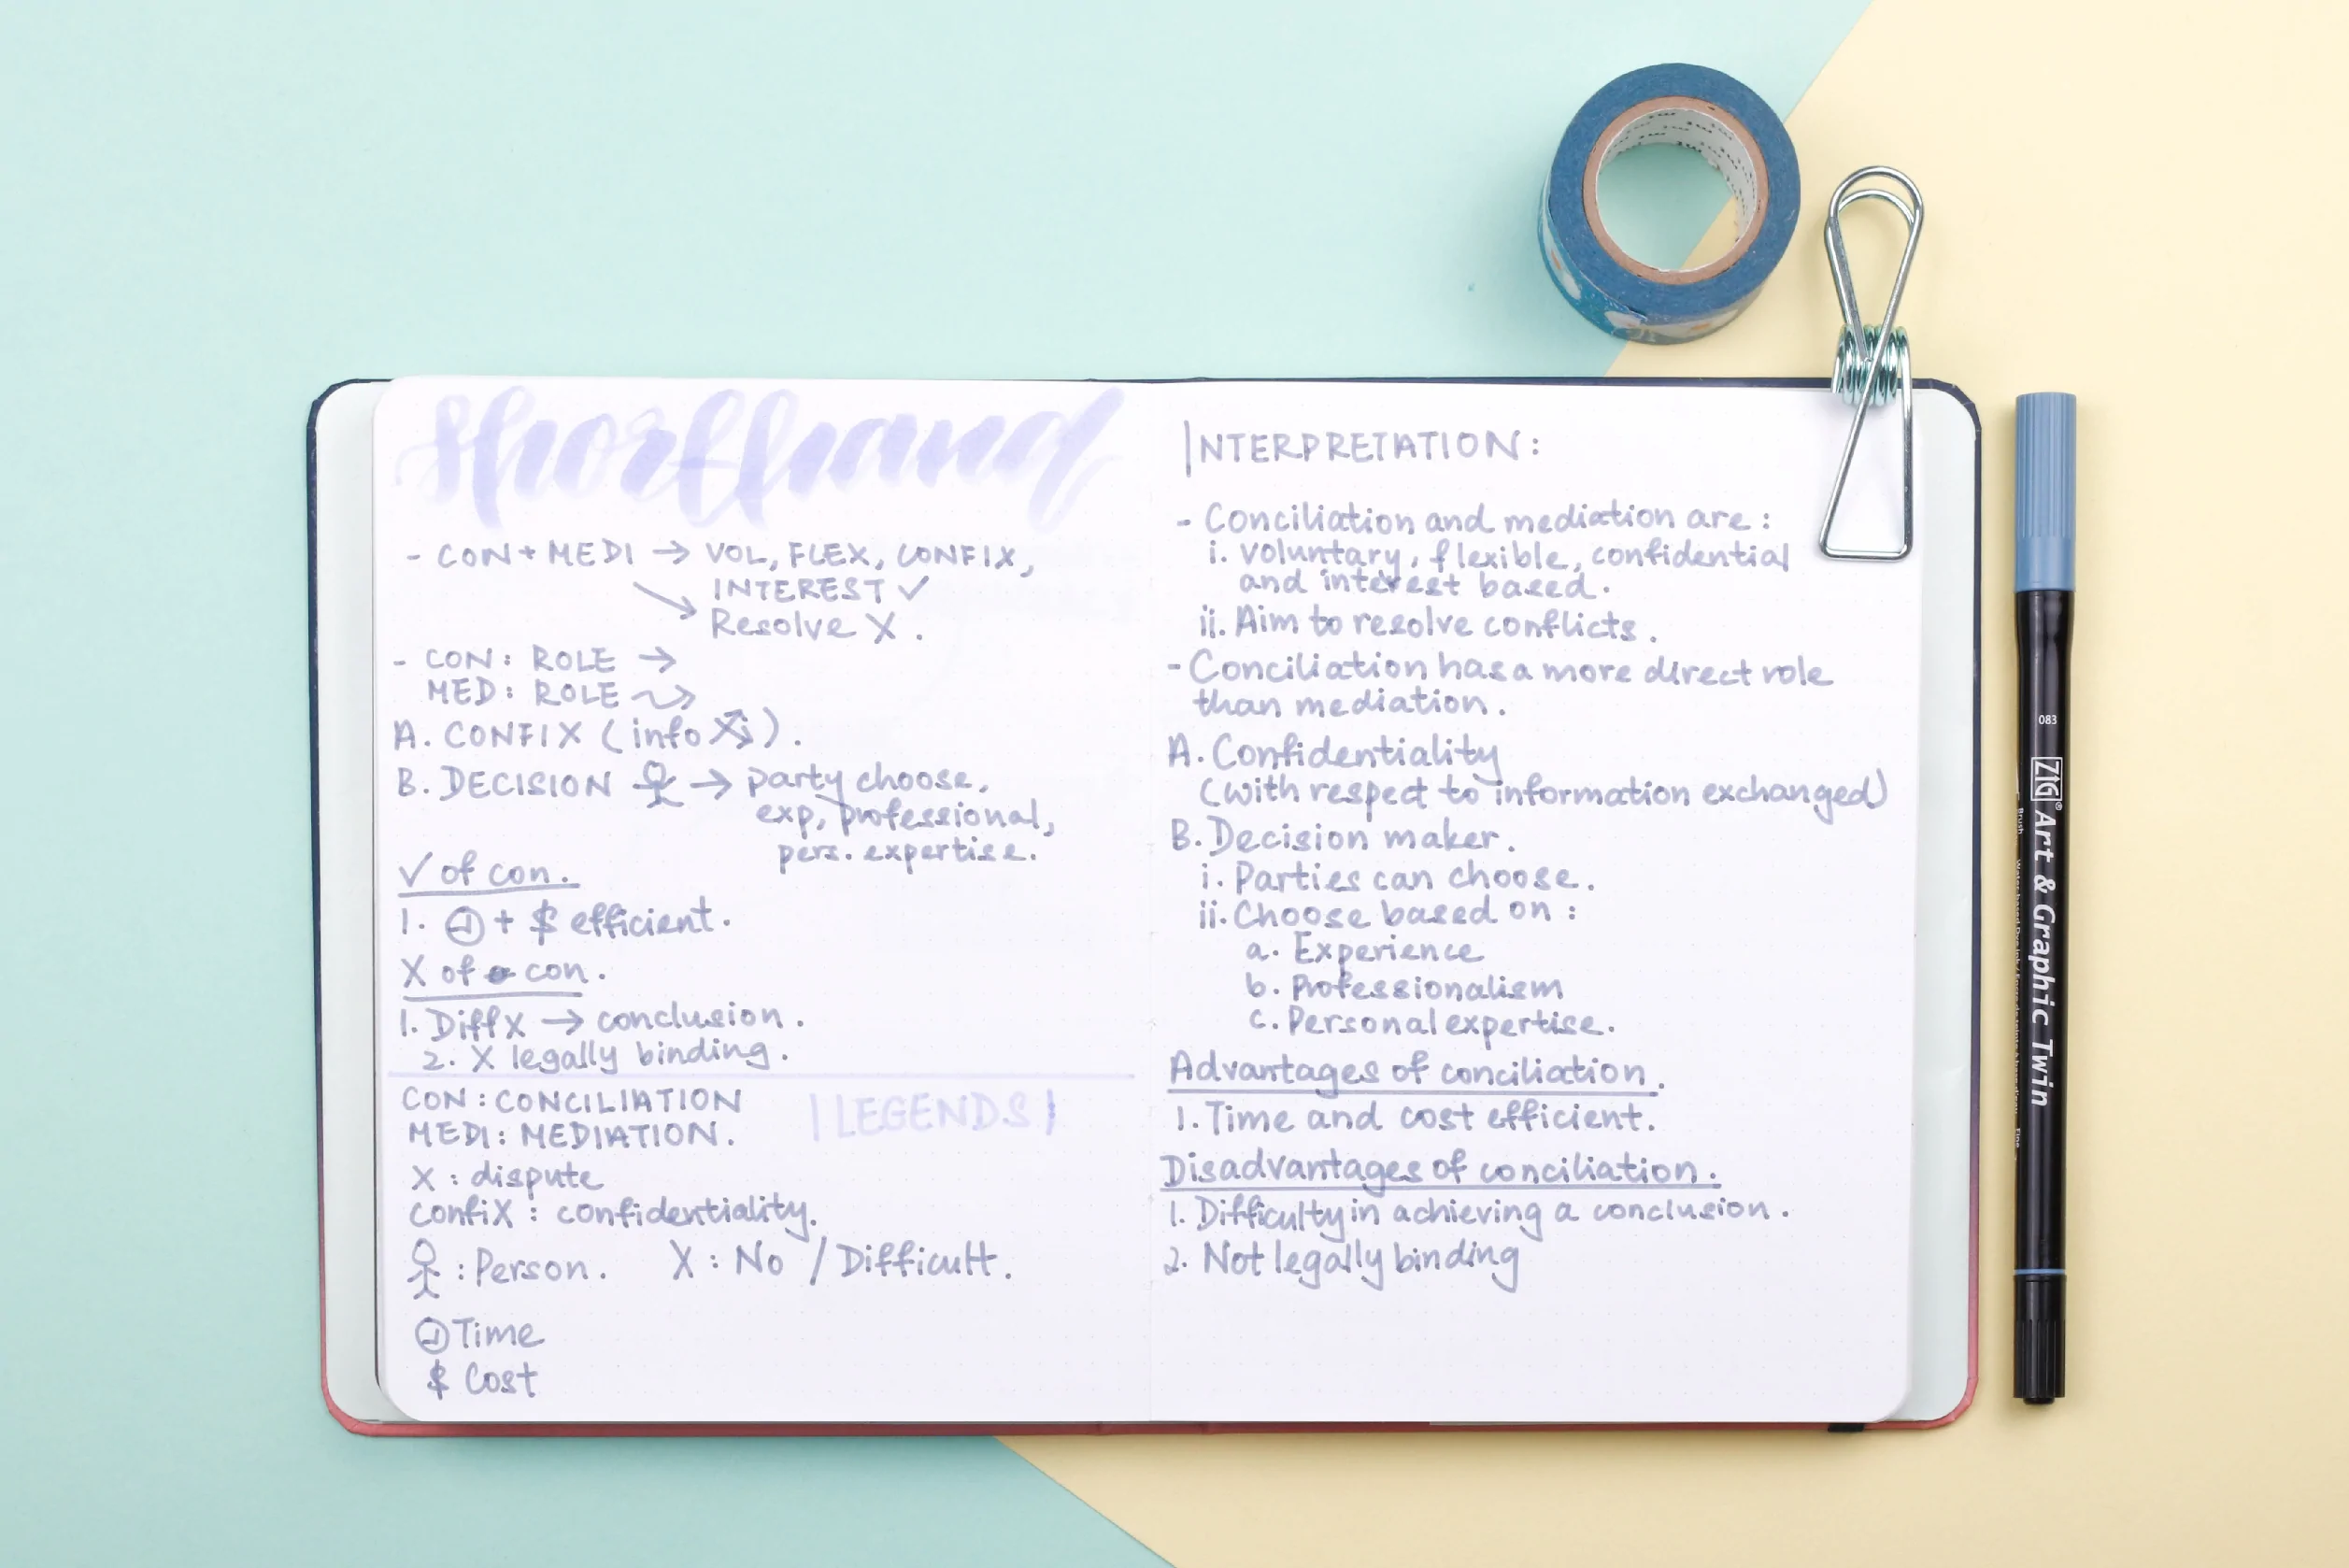 shorthand
- CON + MEDI → VOL, FLEX, CONFIX,
INTEREST ✓
Resolve X.
- CON: ROLE →
MED: ROLE
A. CONFIX (info).
B. DECISION → party choose,
exp, professional,
pers. expertise.
✓ of con.
1. + $ efficient.
X of con.
1. Diffx → conclusion.
2. X legally binding.
CON: CONCILIATION
|LEGENDS|
MEDI: MEDIATION.
X: dispute
ConfiX: confidentiality.
: Person. X: No / Difficult.
Time
$ Cost
INTERPRETATION:
- Conciliation and mediation are:
i. voluntary, flexible, confidential
and interest based.
ii. Aim to resolve conflicts.
- Conciliation has a more direct role
than mediation.
A. Confidentiality
(with respect to information exchanged)
B. Decision maker.
i. Parties can choose.
ii. Choose based on:
a. Experience
b. Professionalism
c. Personal expertise.
Advantages of conciliation.
1. Time and cost efficient.
Disadvantages of conciliation.
1. Difficulty in achieving a conclusion.
2. Not legally binding
083
ZIG® Art & Graphic Twin
Brush
Fine
mt mt mt